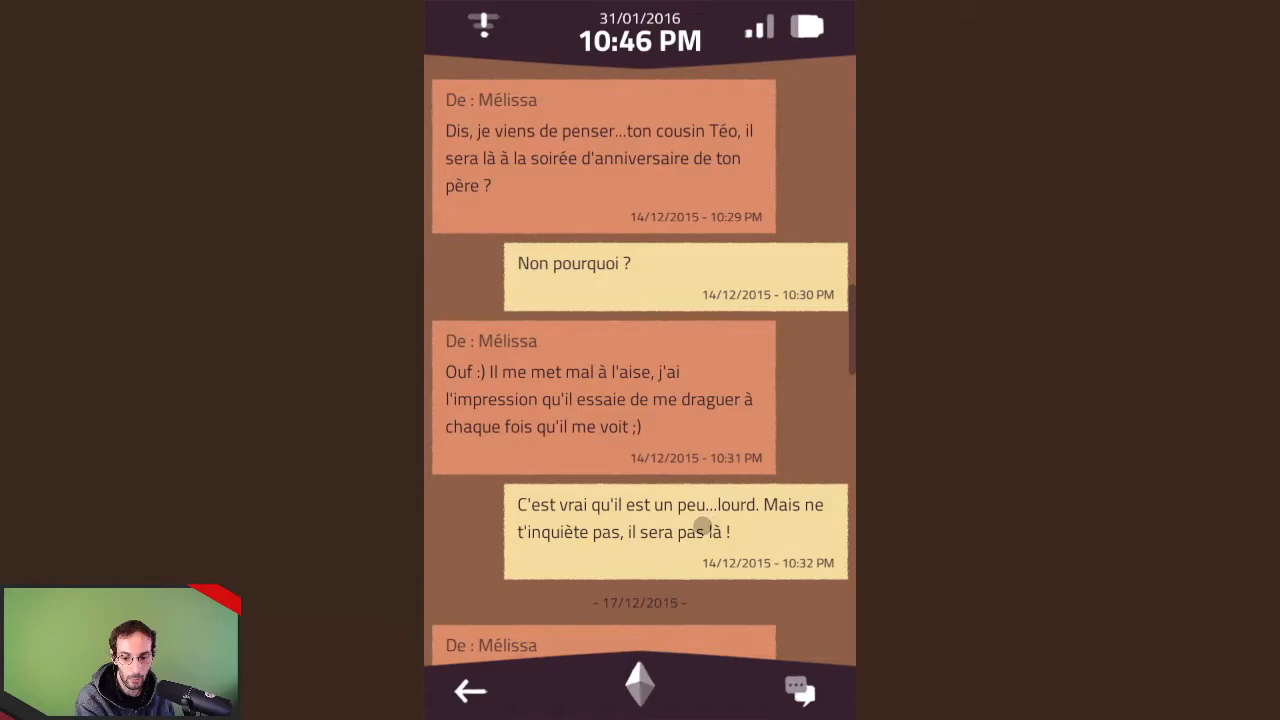 31/01/2016
10:46 PM
De : Mélissa
Dis, je viens de penser...ton cousin Téo, il
sera là à la soirée d'anniversaire de ton
père ?
14/12/2015 - 10:29 PM
Non pourquoi ?
14/12/2015 - 10:30 PM
De : Mélissa
Ouf :) Il me met mal à l'aise, j'ai
l'impression qu'il essaie de me draguer à
chaque fois qu'il me voit ;)
14/12/2015 - 10:31 PM
C'est vrai qu'il est un peu...lourd. Mais ne
t'inquiète pas, il sera pas là !
14/12/2015 - 10:32 PM
- 17/12/2015 -
De : Mélissa